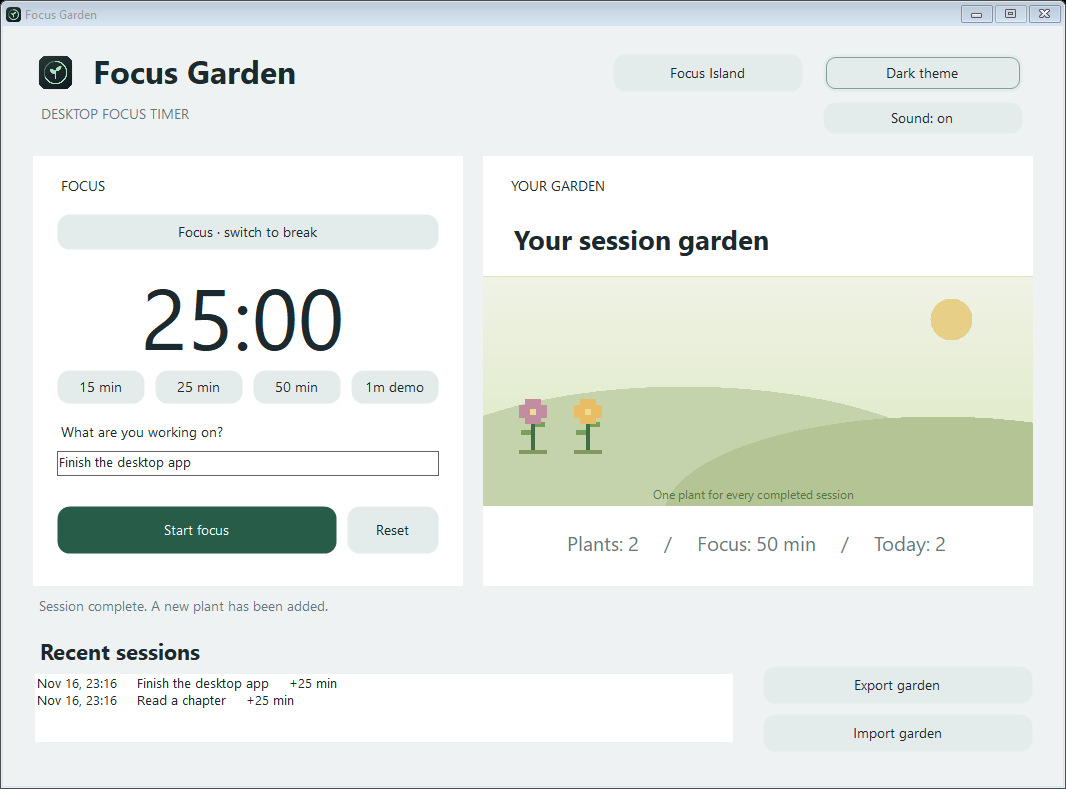 Focus Garden
Focus Garden
DESKTOP FOCUS TIMER
Focus Island
Dark theme
Sound: on
FOCUS
Focus · switch to break
25:00
15 min
25 min
50 min
1m demo
What are you working on?
Finish the desktop app
Start focus
Reset
YOUR GARDEN
Your session garden
One plant for every completed session
Plants: 2 / Focus: 50 min / Today: 2
Session complete. A new plant has been added.
Recent sessions
Nov 16, 23:16 Finish the desktop app +25 min
Nov 16, 23:16 Read a chapter +25 min
Export garden
Import garden